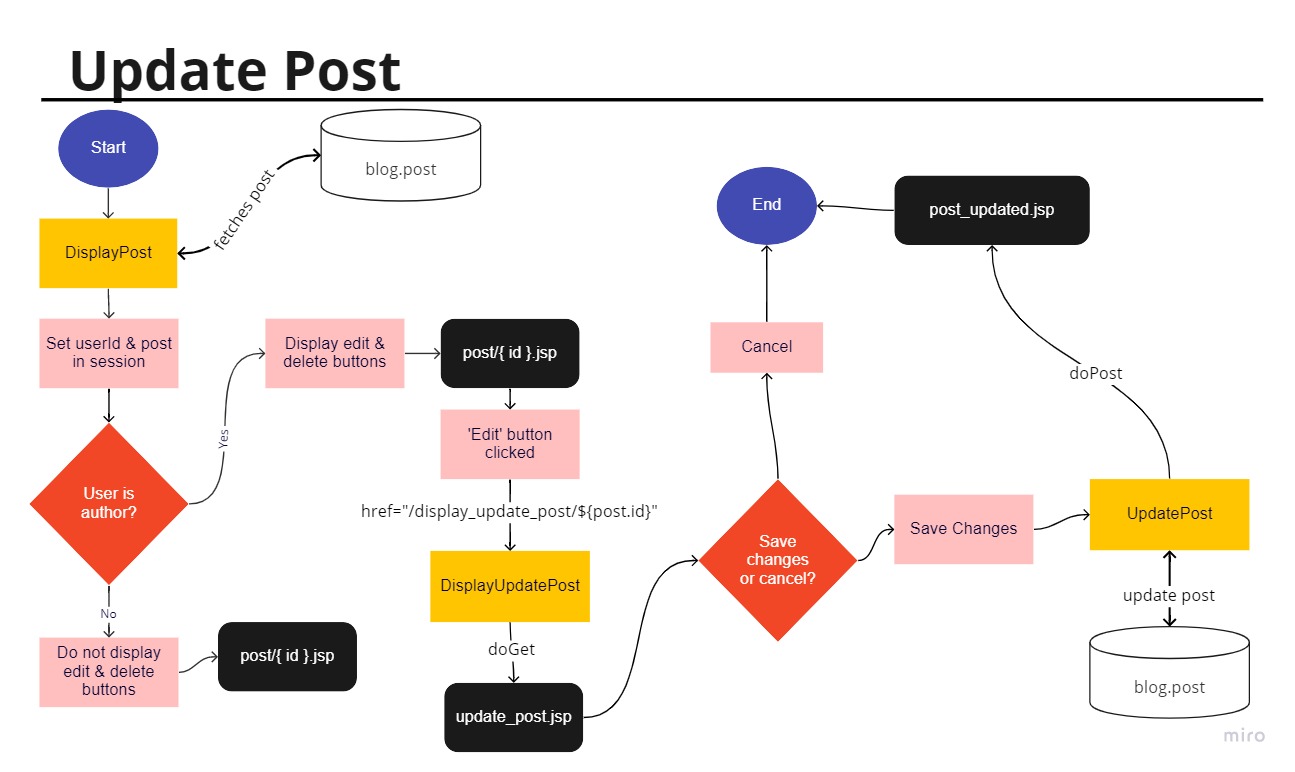 Update Post
Start
blog.post
fetches post
DisplayPost
Set userId & post
in session
User is
author?
Yes
No
Do not display
edit & delete
buttons
post/{ id }.jsp
Display edit &
delete buttons
post/{ id }.jsp
'Edit' button
clicked
href="/display_update_post/${post.id}"
DisplayUpdatePost
doGet
update_post.jsp
Save
changes
or cancel?
Cancel
End
Save Changes
UpdatePost
update post
blog.post
doPost
post_updated.jsp
miro